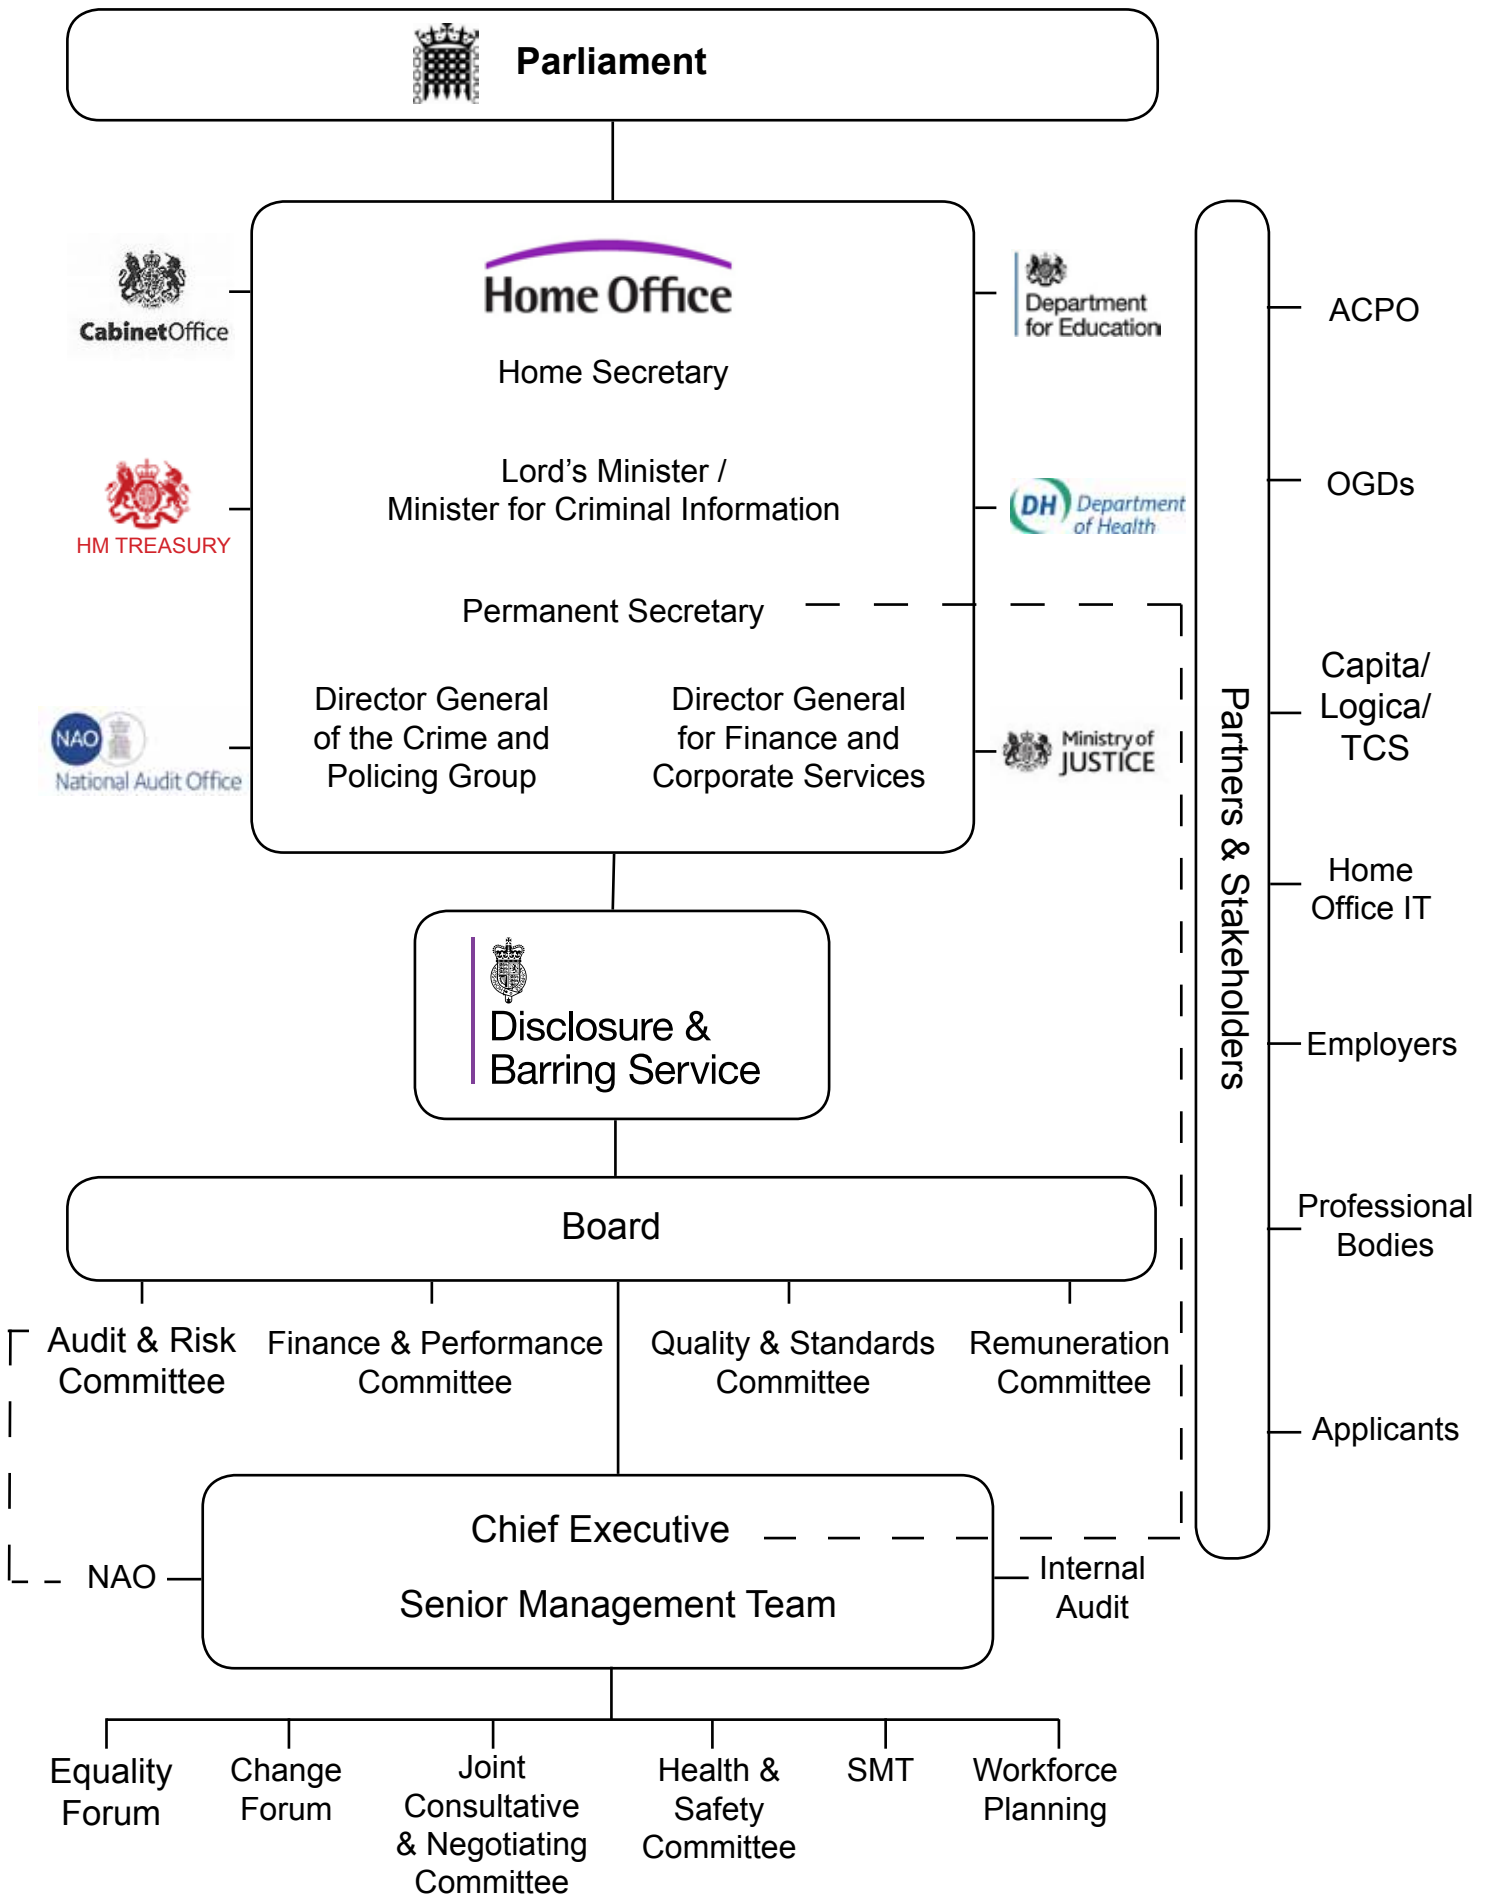 Parliament
CabinetOffice
HM TREASURY
NAO
National Audit Office
Home Office
Home Secretary
Lord’s Minister /
Minister for Criminal Information
Permanent Secretary
Director General
of the Crime and
Policing Group
Director General
for Finance and
Corporate Services
Department
for Education
DH Department
of Health
Ministry of
JUSTICE
Partners & Stakeholders
ACPO
OGDs
Capita/
Logica/
TCS
Home
Office IT
Employers
Professional
Bodies
Applicants
Disclosure &
Barring Service
Board
Audit & Risk
Committee
Finance & Performance
Committee
Quality & Standards
Committee
Remuneration
Committee
Chief Executive
Senior Management Team
NAO
Internal
Audit
Equality
Forum
Change
Forum
Joint
Consultative
& Negotiating
Committee
Health &
Safety
Committee
SMT
Workforce
Planning